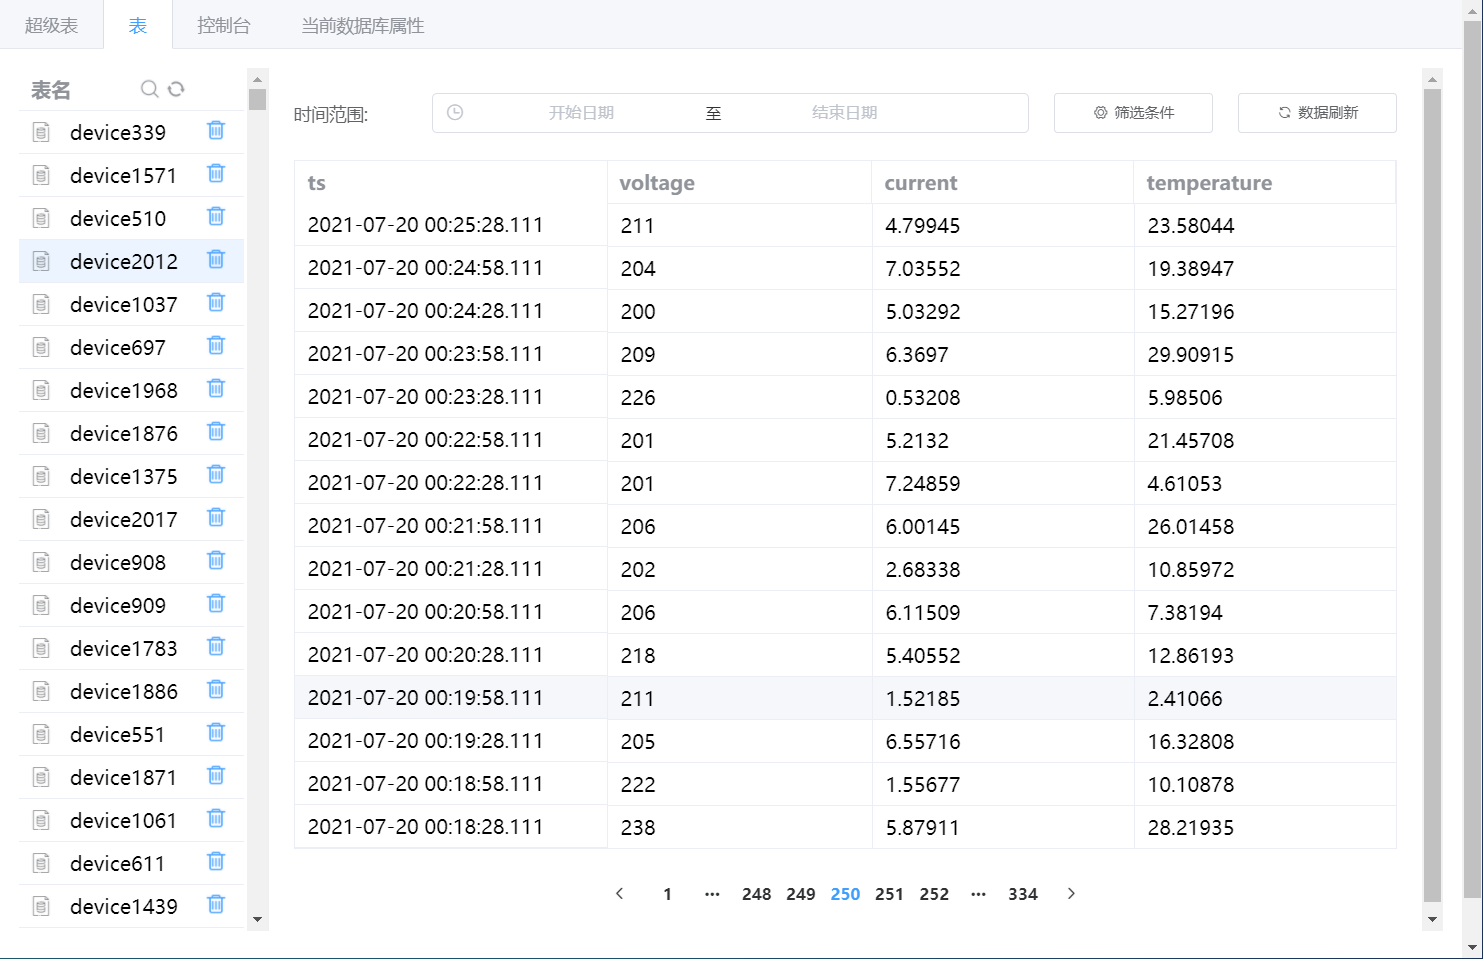 超级表 表 控制台 当前数据库属性
表名
device339
device1571
device510
device2012
device1037
device697
device1968
device1876
device1375
device2017
device908
device909
device1783
device1886
device551
device1871
device1061
device611
device1439
时间范围: 开始日期 至 结束日期 筛选条件 数据刷新
ts voltage current temperature
2021-07-20 00:25:28.111 211 4.79945 23.58044
2021-07-20 00:24:58.111 204 7.03552 19.38947
2021-07-20 00:24:28.111 200 5.03292 15.27196
2021-07-20 00:23:58.111 209 6.3697 29.90915
2021-07-20 00:23:28.111 226 0.53208 5.98506
2021-07-20 00:22:58.111 201 5.2132 21.45708
2021-07-20 00:22:28.111 201 7.24859 4.61053
2021-07-20 00:21:58.111 206 6.00145 26.01458
2021-07-20 00:21:28.111 202 2.68338 10.85972
2021-07-20 00:20:58.111 206 6.11509 7.38194
2021-07-20 00:20:28.111 218 5.40552 12.86193
2021-07-20 00:19:58.111 211 1.52185 2.41066
2021-07-20 00:19:28.111 205 6.55716 16.32808
2021-07-20 00:18:58.111 222 1.55677 10.10878
2021-07-20 00:18:28.111 238 5.87911 28.21935
1 ··· 248 249 250 251 252 ··· 334